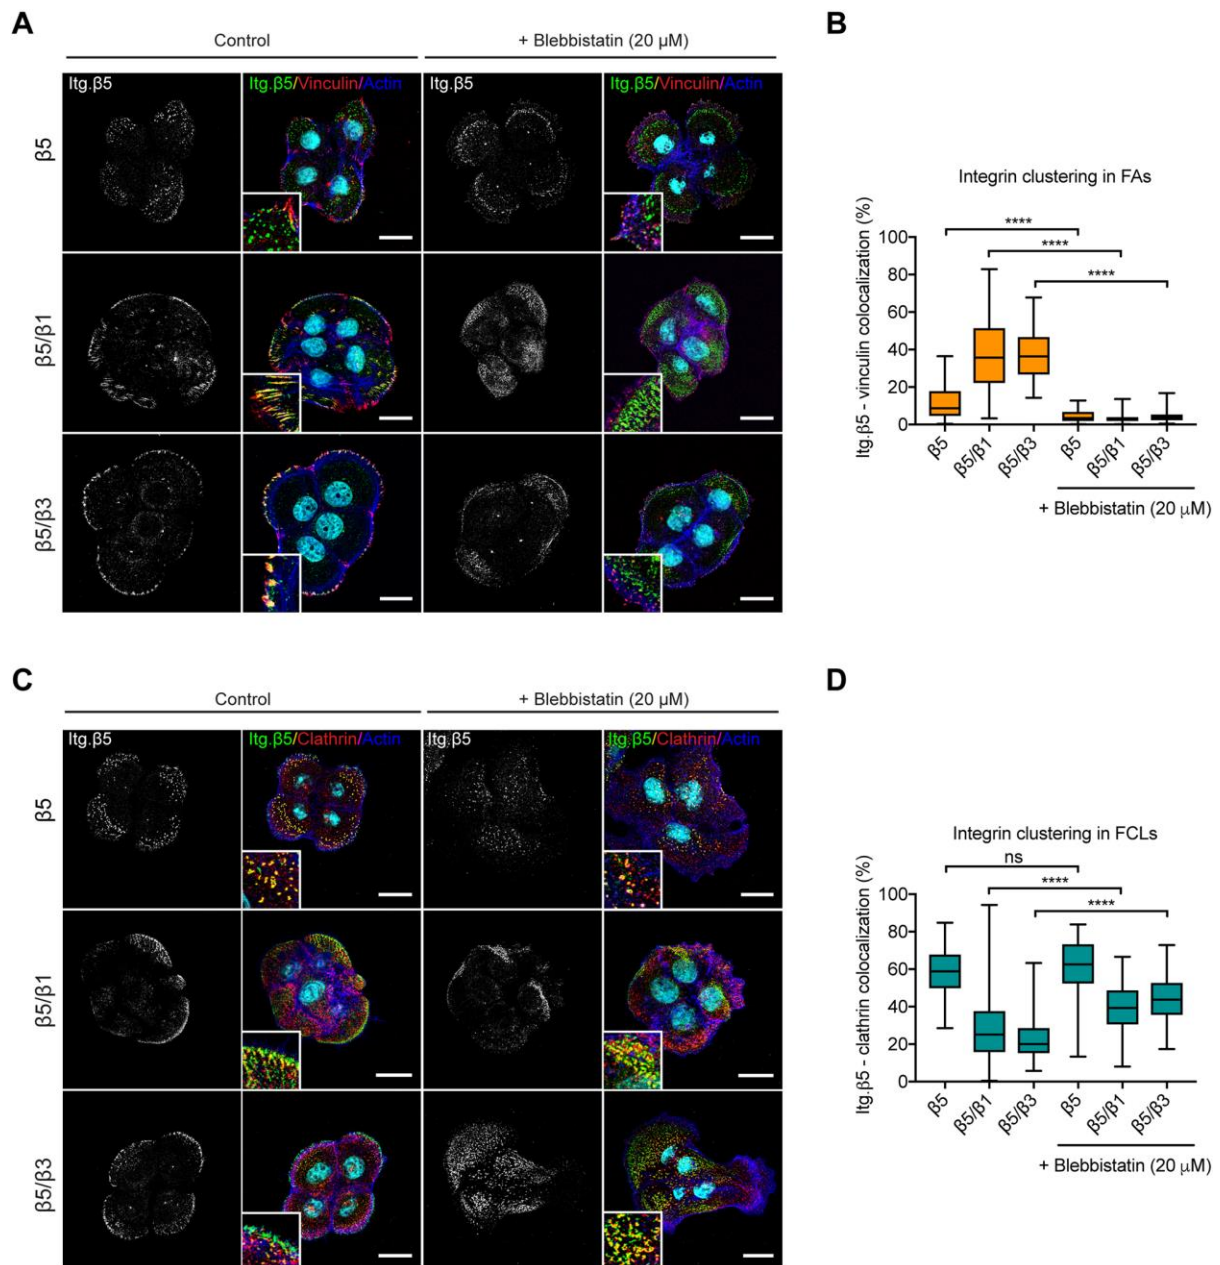 A
Control
+ Blebbistatin (20 µM)
Itg.β5
Itg.β5/Vinculin/Actin
Itg.β5
Itg.β5/Vinculin/Actin
β5
β5/β1
β5/β3
B
Integrin clustering in FAs
Itg.β5 - vinculin colocalization (%)
****
****
****
100
80
60
40
20
0
β5
β5/β1
β5/β3
β5
β5/β1
β5/β3
+ Blebbistatin (20 µM)
C
Control
+ Blebbistatin (20 µM)
Itg.β5
Itg.β5/Clathrin/Actin
Itg.β5
Itg.β5/Clathrin/Actin
β5
β5/β1
β5/β3
D
Integrin clustering in FCLs
Itg.β5 - clathrin colocalization (%)
ns
****
****
100
80
60
40
20
0
β5
β5/β1
β5/β3
β5
β5/β1
β5/β3
+ Blebbistatin (20 µM)